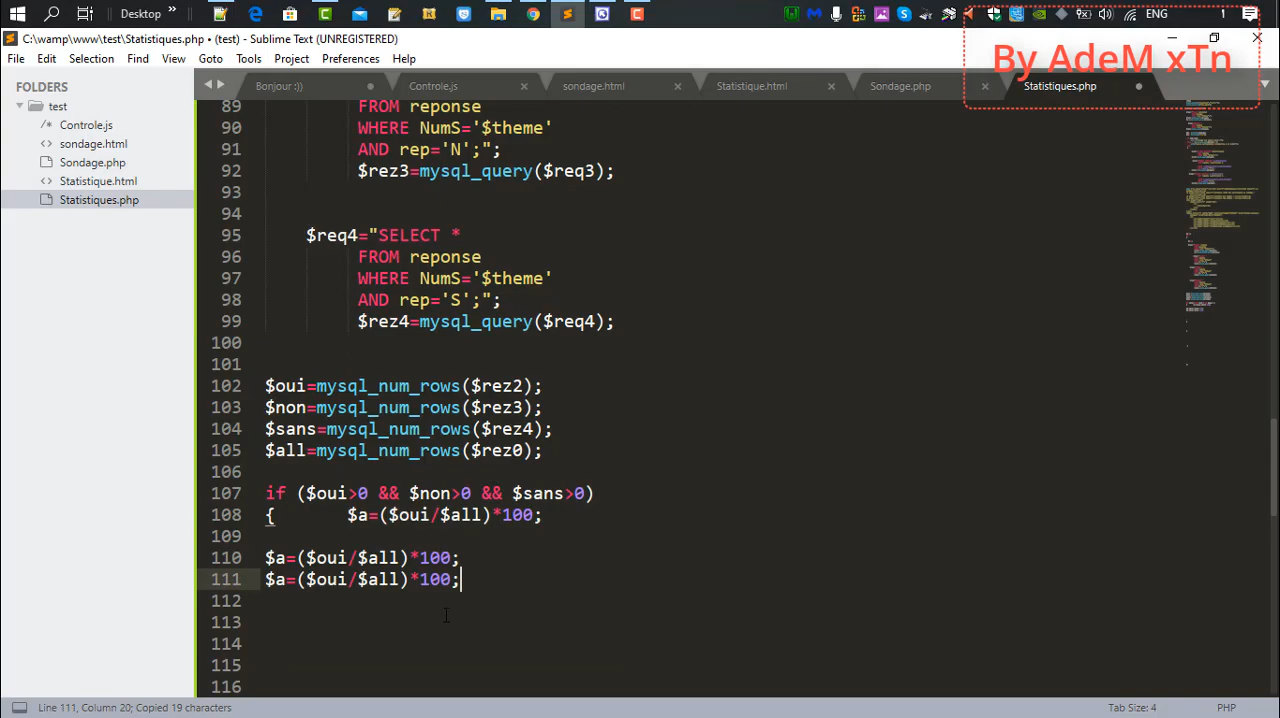 Desktop
ENG
C:\wamp\www\test\Statistiques.php • (test) - Sublime Text (UNREGISTERED)
By AdeM xTn
File Edit Selection Find View Goto Tools Project Preferences Help
FOLDERS
test
/* Controle.js
<> sondage.html
Sondage.php
<> Statistique.html
Statistiques.php
Bonjour :)) Controle.js sondage.html Statistique.html Sondage.php Statistiques.php
89 FROM reponse
90 WHERE NumS='$theme'
91 AND rep='N';";
92 $rez3=mysql_query($req3);
93
94
95 $req4="SELECT *
96 FROM reponse
97 WHERE NumS='$theme'
98 AND rep='S';";
99 $rez4=mysql_query($req4);
100
101
102 $oui=mysql_num_rows($rez2);
103 $non=mysql_num_rows($rez3);
104 $sans=mysql_num_rows($rez4);
105 $all=mysql_num_rows($rez0);
106
107 if ($oui>0 && $non>0 && $sans>0)
108 { $a=($oui/$all)*100;
109
110 $a=($oui/$all)*100;
111 $a=($oui/$all)*100;
112
113
114
115
116
Line 111, Column 20; Copied 19 characters
Tab Size: 4
PHP